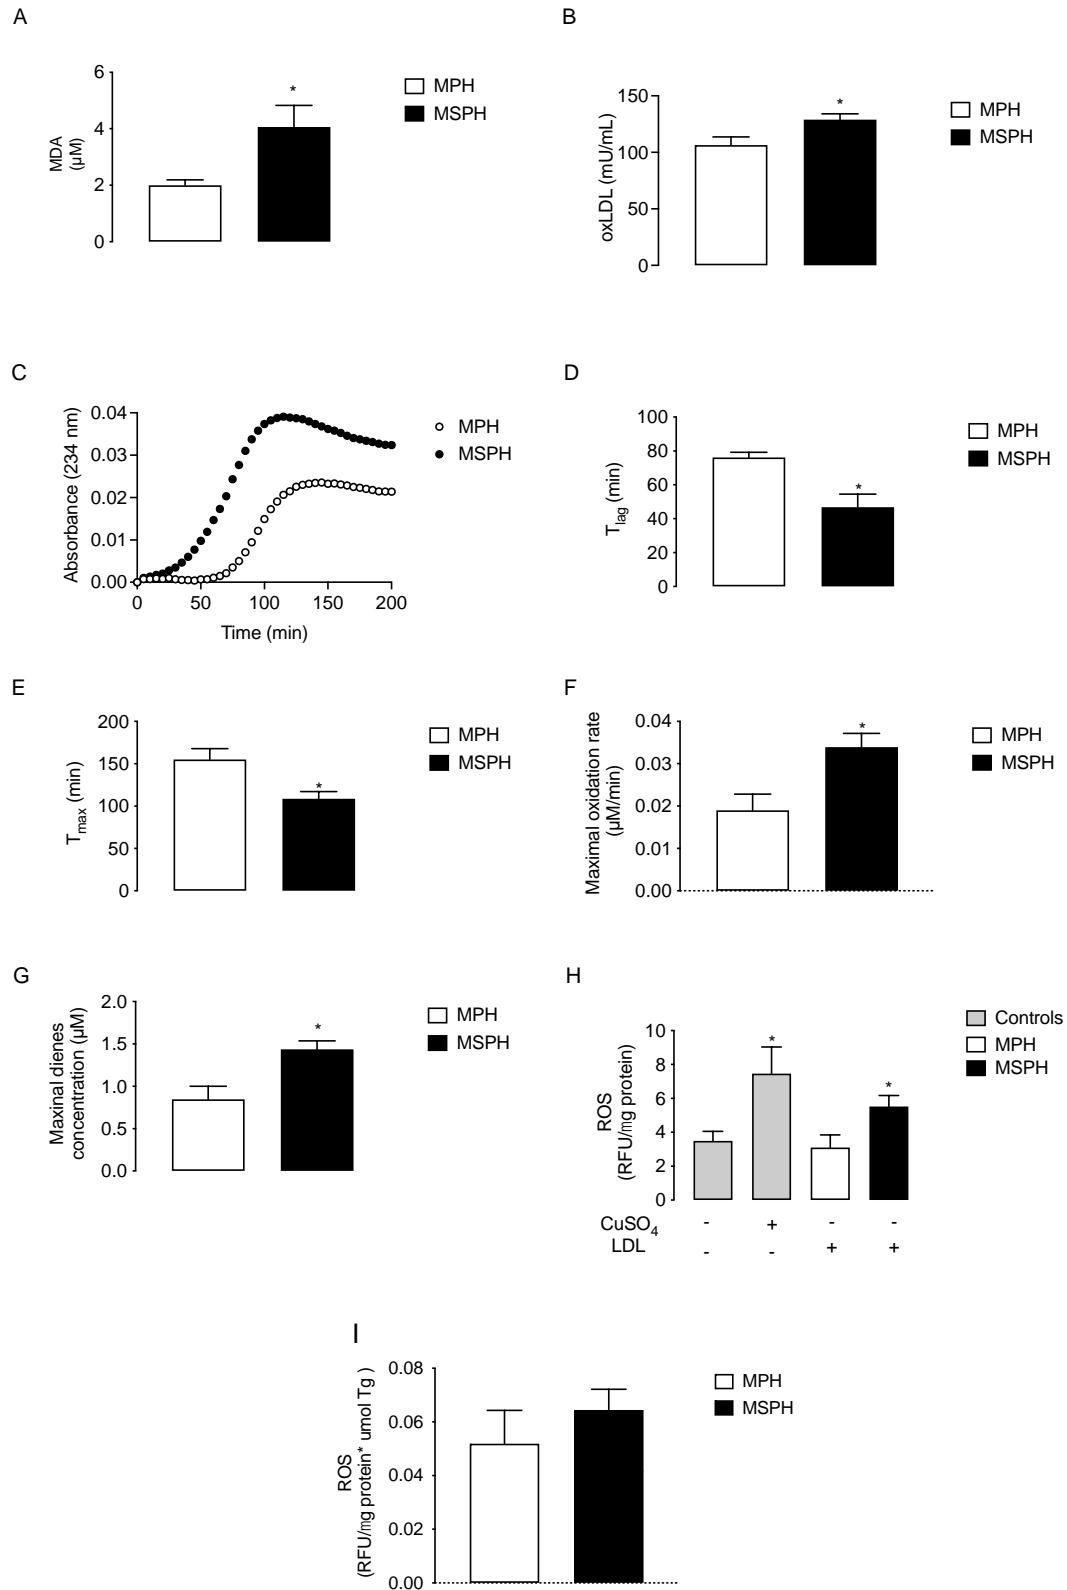 A
6
4
2
0
MDA
(µM)
*
MPH
MSPH
B
150
100
50
0
oxLDL (mU/mL)
*
MPH
MSPH
C
0.04
0.03
0.02
0.01
0.00
Absorbance (234 nm)
0 50 100 150 200
Time (min)
MPH
MSPH
D
100
80
60
40
20
0
Tlag (min)
*
MPH
MSPH
E
200
150
100
50
0
Tmax (min)
*
MPH
MSPH
F
0.04
0.03
0.02
0.01
0.00
Maximal oxidation rate
(µM/min)
*
MPH
MSPH
G
2.0
1.5
1.0
0.5
0.0
Maxinal dienes
concentration (µM)
*
MPH
MSPH
H
10
8
6
4
2
0
ROS
(RFU/mg protein)
* *
Controls
MPH
MSPH
CuSO4 - + - -
LDL - - + +
I
0.08
0.06
0.04
0.02
0.00
ROS
(RFU/mg protein* umol Tg )
MPH
MSPH